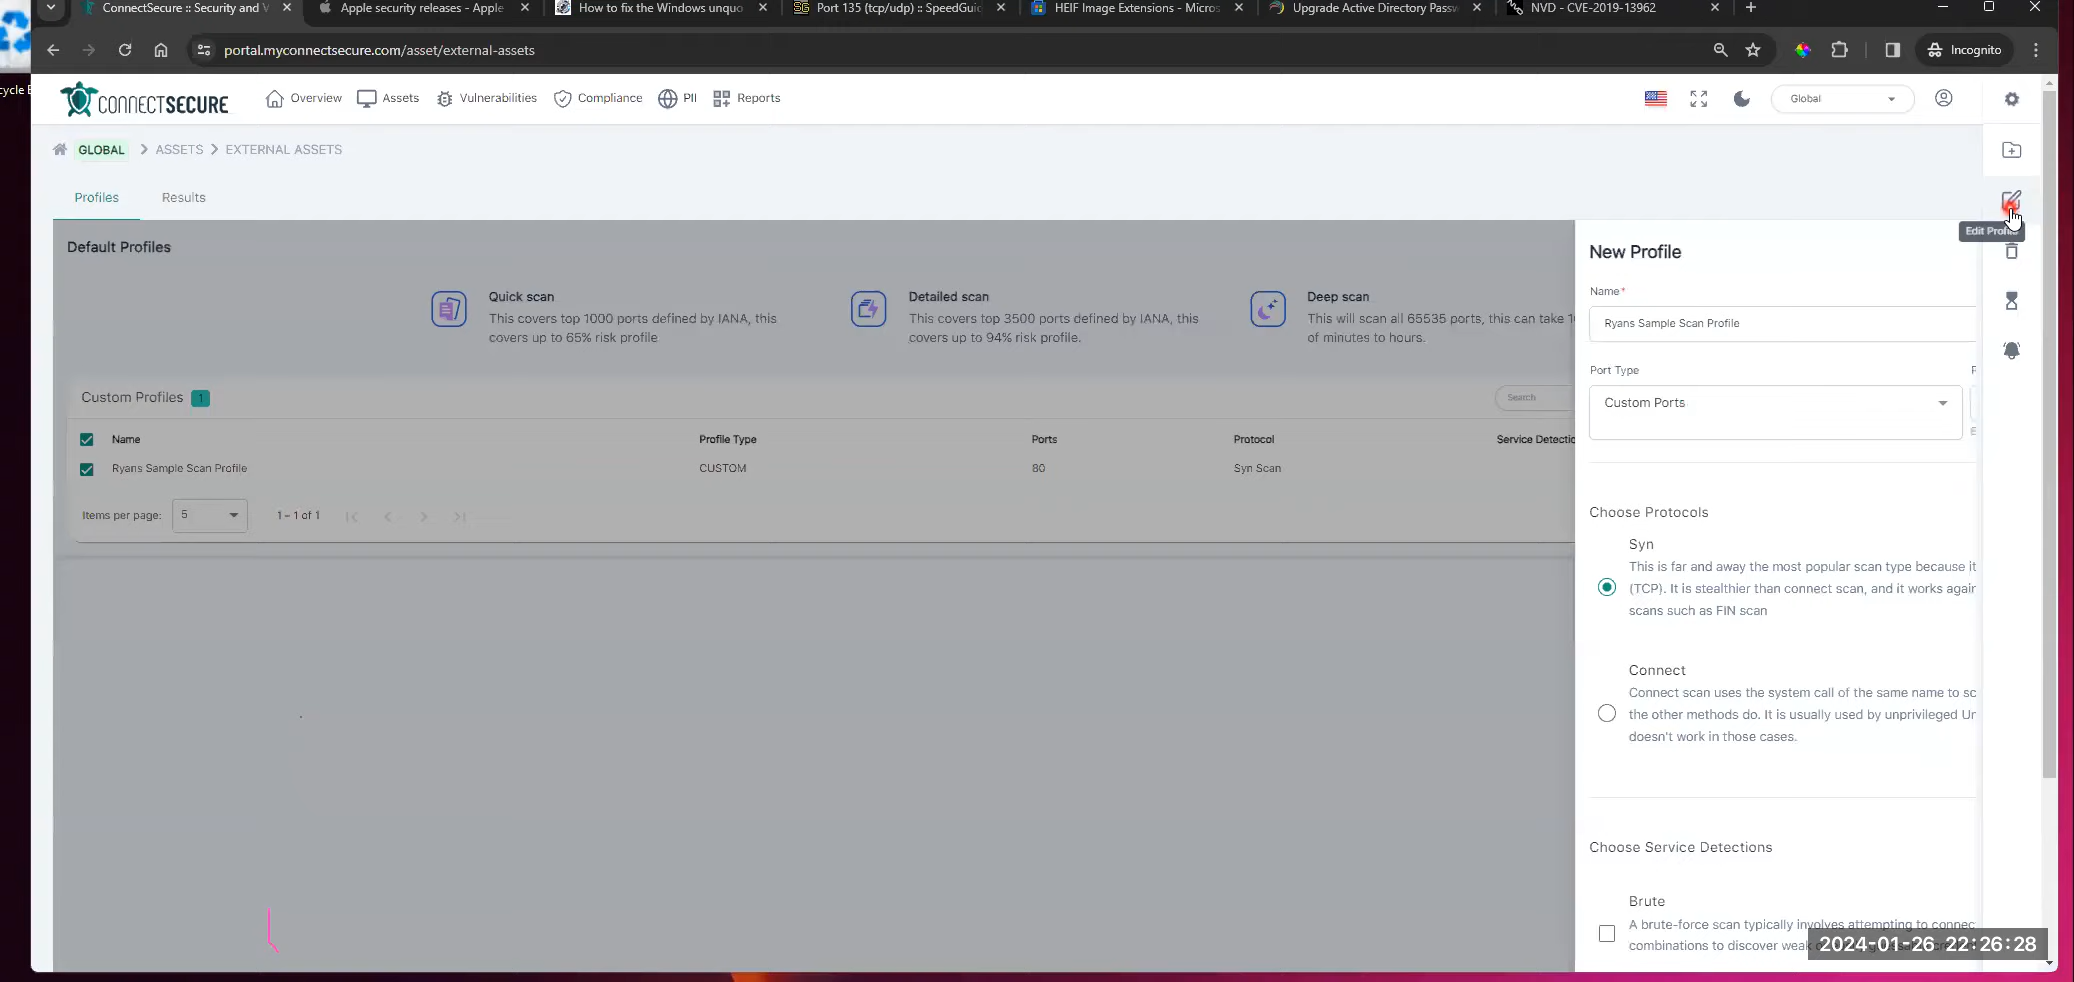 ConnectSecure :: Security and V
Apple security releases - Apple
How to fix the Windows unquo
Port 135 (tcp/udp) :: SpeedGuid
HEIF Image Extensions - Micros
Upgrade Active Directory Passw
NVD - CVE-2019-13962
portal.myconnectsecure.com/asset/external-assets
Incognito
cycle
CONNECTSECURE
Overview
Assets
Vulnerabilities
Compliance
PII
Reports
Global
GLOBAL > ASSETS > EXTERNAL ASSETS
Profiles
Results
Edit Profile
Default Profiles
Quick scan
This covers top 1000 ports defined by IANA, this
covers up to 65% risk profile
Detailed scan
This covers top 3500 ports defined by IANA, this
covers up to 94% risk profile.
Deep scan
This will scan all 65535 ports, this can take 1
of minutes to hours.
Custom Profiles 1
Search
Name
Profile Type
Ports
Protocol
Service Detectio
Ryans Sample Scan Profile
CUSTOM
80
Syn Scan
Items per page:
5
1 – 1 of 1
New Profile
Name*
Ryans Sample Scan Profile
Port Type
Custom Ports
Choose Protocols
Syn
This is far and away the most popular scan type because it
(TCP). It is stealthier than connect scan, and it works again
scans such as FIN scan
Connect
Connect scan uses the system call of the same name to sc
the other methods do. It is usually used by unprivileged Un
doesn't work in those cases.
Choose Service Detections
Brute
A brute-force scan typically involves attempting to connec
combinations to discover weak
2024-01-26 22:26:28